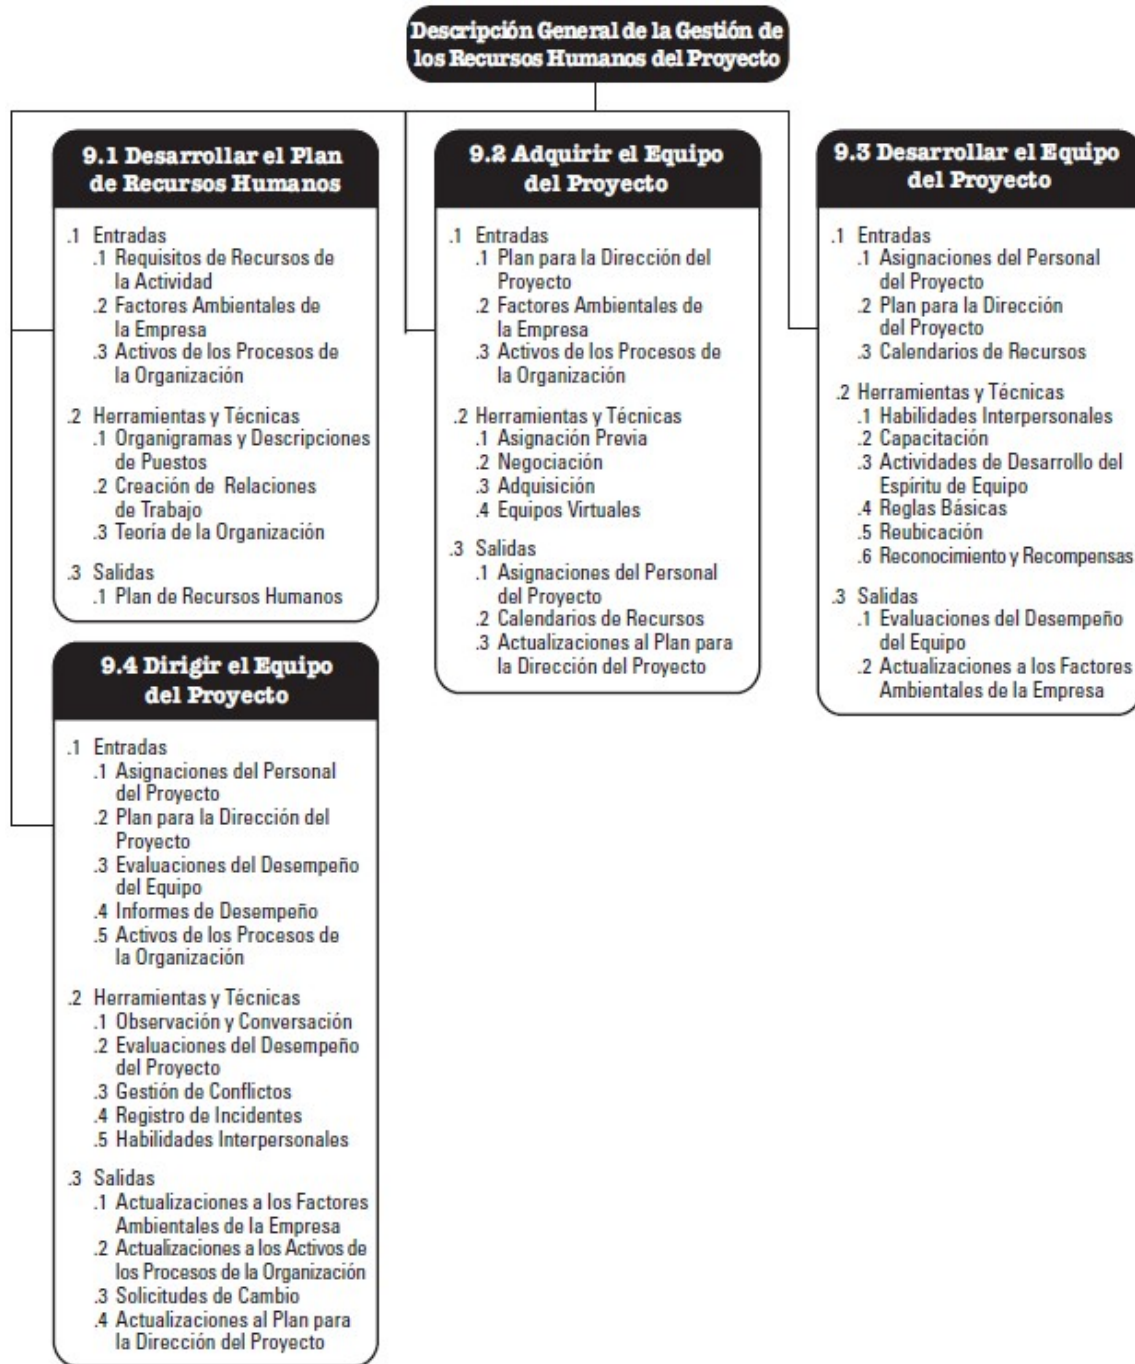 Descripción General de la Gestión de
los Recursos Humanos del Proyecto
9.1 Desarrollar el Plan
de Recursos Humanos
.1 Entradas
.1 Requisitos de Recursos de
la Actividad
.2 Factores Ambientales de
la Empresa
.3 Activos de los Procesos de
la Organización
.2 Herramientas y Técnicas
.1 Organigramas y Descripciones
de Puestos
.2 Creación de Relaciones
de Trabajo
.3 Teoría de la Organización
.3 Salidas
.1 Plan de Recursos Humanos
9.2 Adquirir el Equipo
del Proyecto
.1 Entradas
.1 Plan para la Dirección del
Proyecto
.2 Factores Ambientales de
la Empresa
.3 Activos de los Procesos de
la Organización
.2 Herramientas y Técnicas
.1 Asignación Previa
.2 Negociación
.3 Adquisición
.4 Equipos Virtuales
.3 Salidas
.1 Asignaciones del Personal
del Proyecto
.2 Calendarios de Recursos
.3 Actualizaciones al Plan para
la Dirección del Proyecto
9.3 Desarrollar el Equipo
del Proyecto
.1 Entradas
.1 Asignaciones del Personal
del Proyecto
.2 Plan para la Dirección
del Proyecto
.3 Calendarios de Recursos
.2 Herramientas y Técnicas
.1 Habilidades Interpersonales
.2 Capacitación
.3 Actividades de Desarrollo del
Espíritu de Equipo
.4 Reglas Básicas
.5 Reubicación
.6 Reconocimiento y Recompensas
.3 Salidas
.1 Evaluaciones del Desempeño
del Equipo
.2 Actualizaciones a los Factores
Ambientales de la Empresa
9.4 Dirigir el Equipo
del Proyecto
.1 Entradas
.1 Asignaciones del Personal
del Proyecto
.2 Plan para la Dirección del
Proyecto
.3 Evaluaciones del Desempeño
del Equipo
.4 Informes de Desempeño
.5 Activos de los Procesos de
la Organización
.2 Herramientas y Técnicas
.1 Observación y Conversación
.2 Evaluaciones del Desempeño
del Proyecto
.3 Gestión de Conflictos
.4 Registro de Incidentes
.5 Habilidades Interpersonales
.3 Salidas
.1 Actualizaciones a los Factores
Ambientales de la Empresa
.2 Actualizaciones a los Activos de
los Procesos de la Organización
.3 Solicitudes de Cambio
.4 Actualizaciones al Plan para
la Dirección del Proyecto